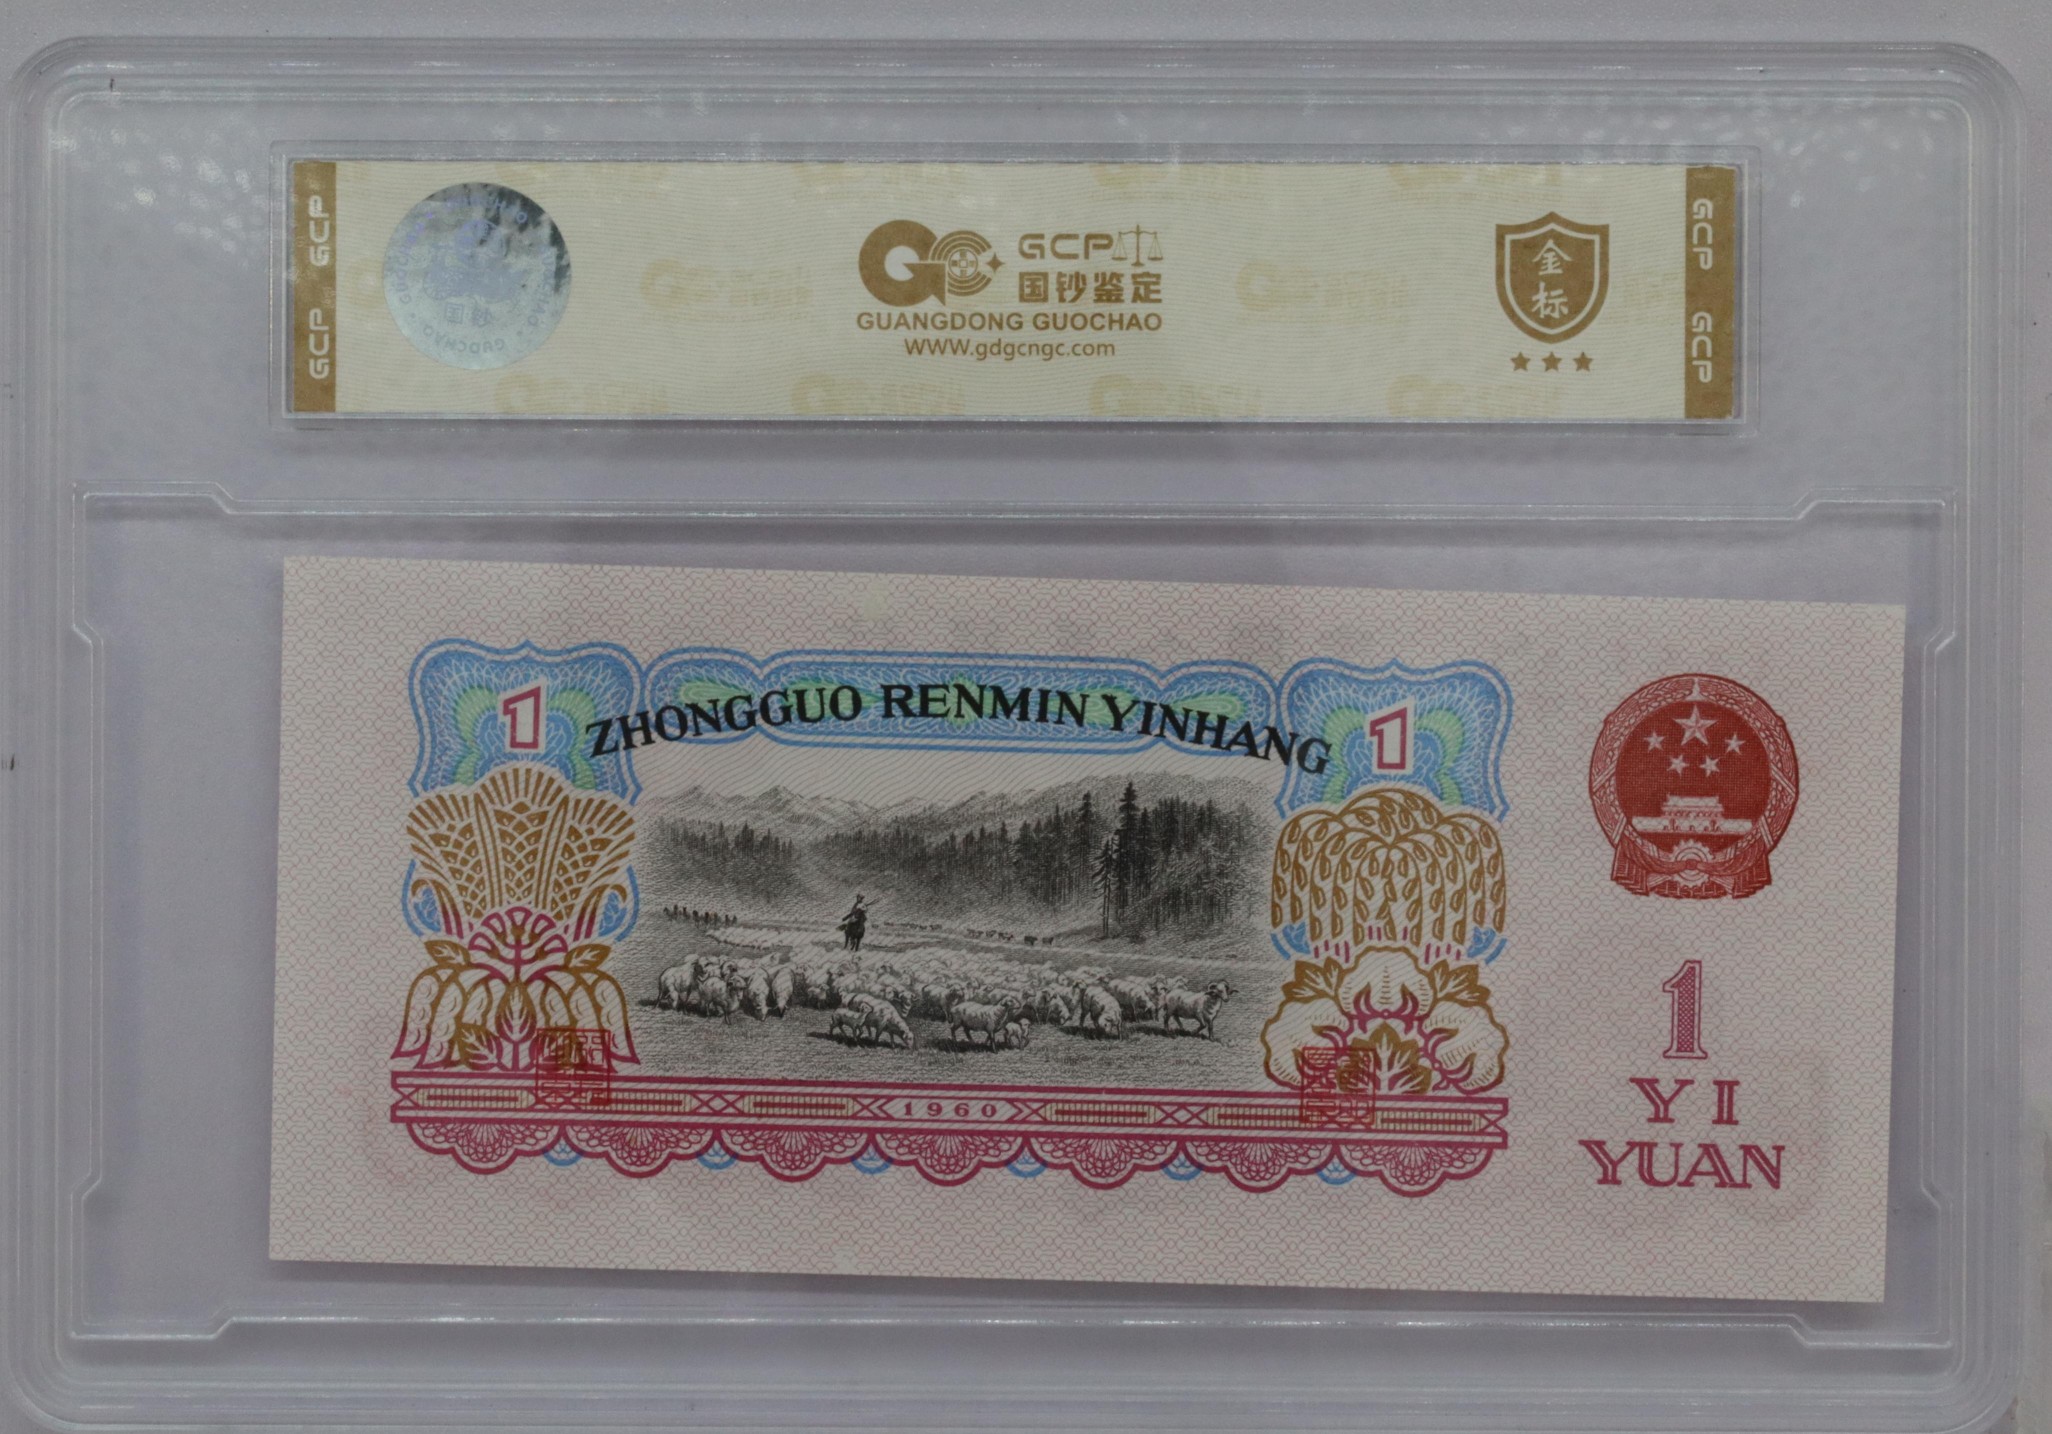 GCP GCP
GCP
国钞鉴定
GUANGDONG GUOCHAO
WWW.gdgcngc.com
金标
GCP GCP
1
ZHONGGUO RENMIN YINHANG
1
1960
1
YI
YUAN